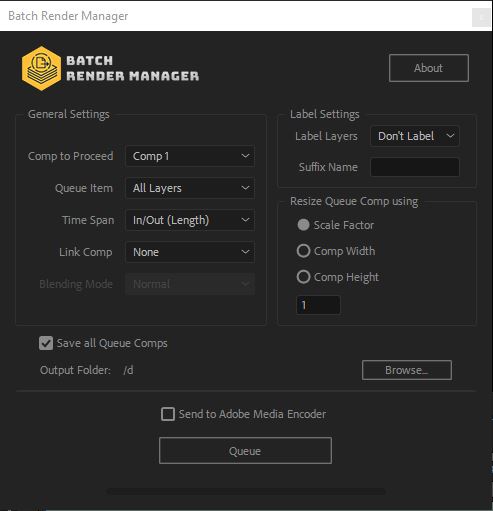 Batch Render Manager
x
BATCH
RENDER MANAGER
About
General Settings
Comp to Proceed Comp 1
Queue Item All Layers
Time Span In/Out (Length)
Link Comp None
Blending Mode Normal
Label Settings
Label Layers Don't Label
Suffix Name
Resize Queue Comp using
Scale Factor
Comp Width
Comp Height
1
Save all Queue Comps
Output Folder: /d
Browse...
Send to Adobe Media Encoder
Queue